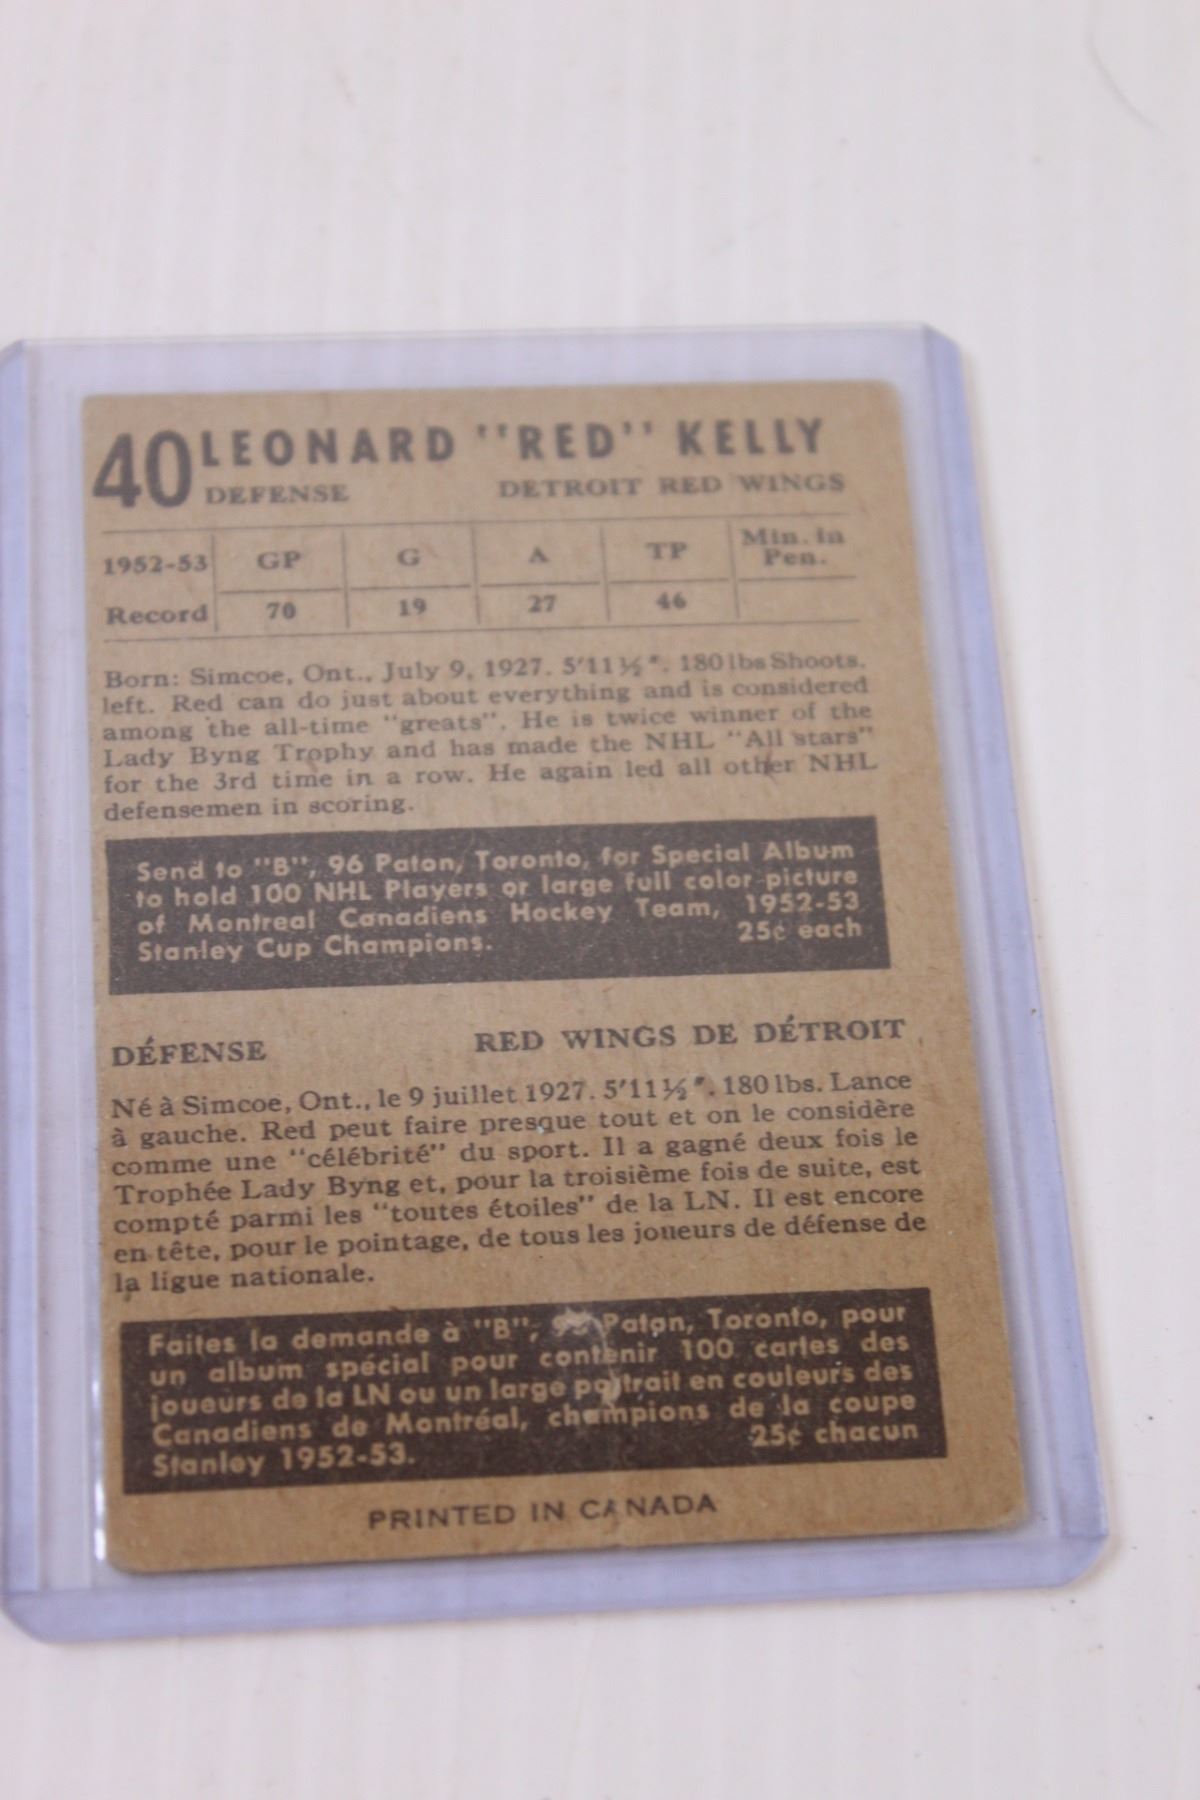 40 LEONARD "RED" KELLY
DEFENSE DETROIT RED WINGS
1952-53 GP G A TP Min. in Pen.
Record 70 19 27 46
Born: Simcoe, Ont., July 9, 1927. 5'11½". 180 lbs Shoots.
left. Red can do just about everything and is considered
among the all-time "greats". He is twice winner of the
Lady Byng Trophy and has made the NHL "All stars"
for the 3rd time in a row. He again led all other NHL
defensemen in scoring.
Send to "B", 96 Paton, Toronto, for Special Album
to hold 100 NHL Players or large full color picture
of Montreal Canadiens Hockey Team, 1952-53
Stanley Cup Champions. 25¢ each
DÉFENSE RED WINGS DE DÉTROIT
Né à Simcoe, Ont., le 9 juillet 1927. 5'11½". 180 lbs. Lance
à gauche. Red peut faire presque tout et on le considère
comme une "célébrité" du sport. Il a gagné deux fois le
Trophée Lady Byng et, pour la troisième fois de suite, est
compté parmi les "toutes étoiles" de la LN. Il est encore
en tête, pour le pointage, de tous les joueurs de défense de
la ligue nationale.
Faites la demande à "B", 96 Paton, Toronto, pour
un album spécial pour contenir 100 cartes des
joueurs de la LN ou un large portrait en couleurs des
Canadiens de Montréal, champions de la coupe
Stanley 1952-53. 25¢ chacun
PRINTED IN CANADA